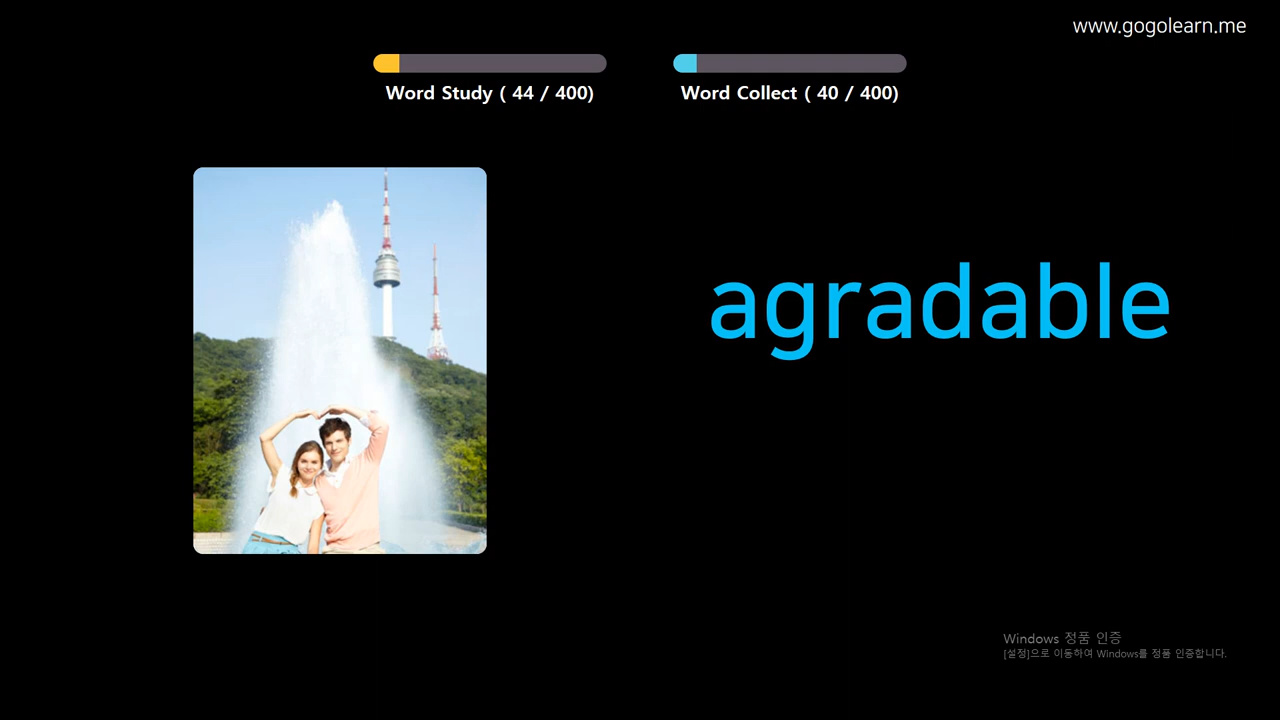 www.gogolearn.me
Word Study ( 44 / 400)
Word Collect ( 40 / 400)
agradable
Windows 정품 인증
[설정]으로 이동하여 Windows를 정품 인증합니다.